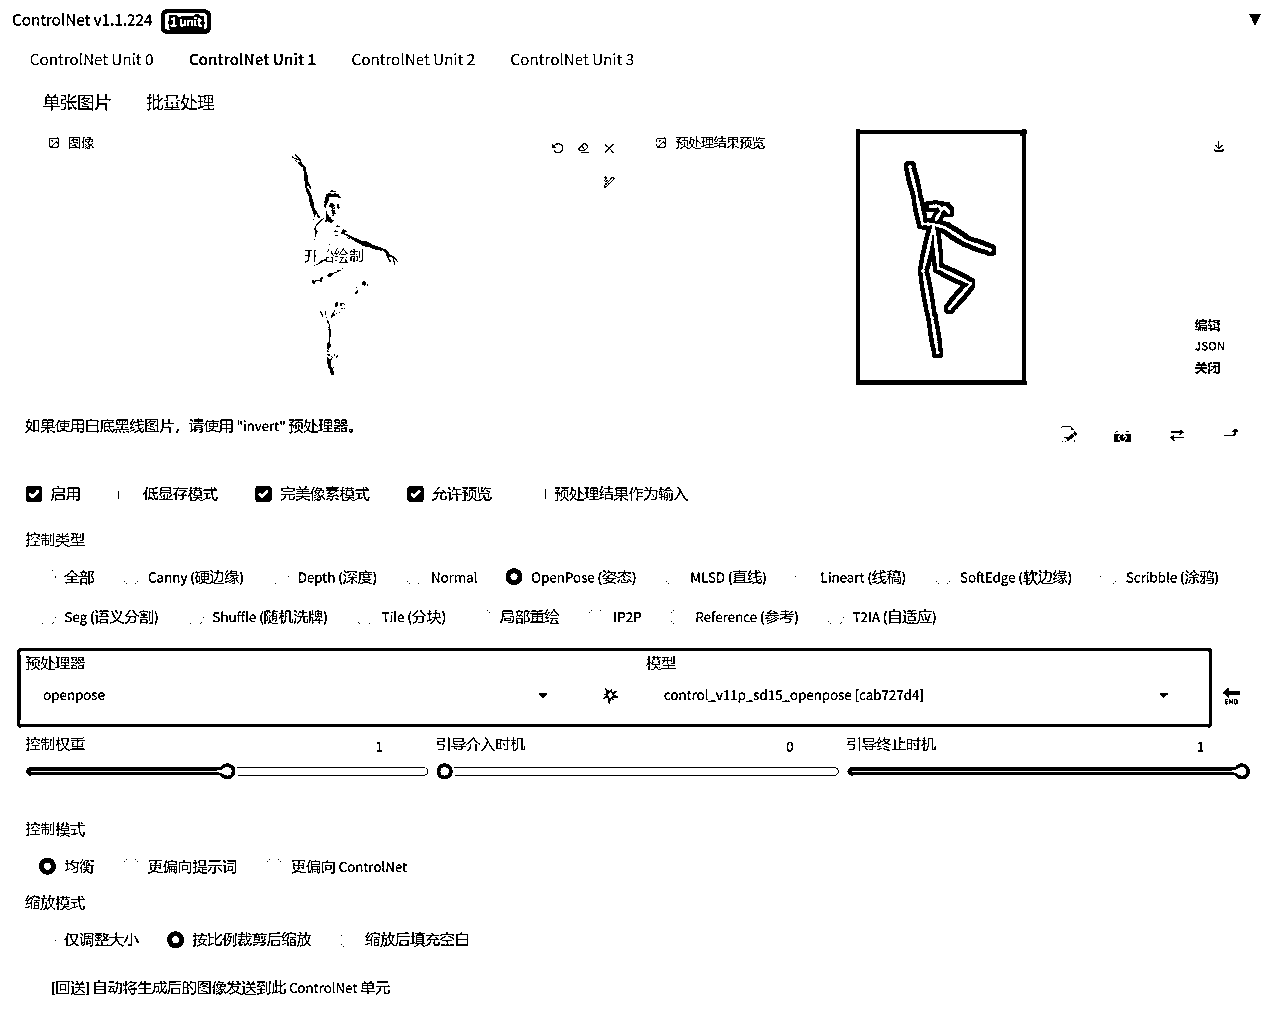 ControlNet v1.1.224 1 unit
ControlNet Unit 0 ControlNet Unit 1 ControlNet Unit 2 ControlNet Unit 3
单张图片 批量处理
图像 预处理结果预览
开始绘制
编辑
JSON
关闭
如果使用白底黑线图片，请使用 "invert" 预处理器。
启用 低显存模式 完美像素模式 允许预览 预处理结果作为输入
控制类型
全部 Canny (硬边缘) Depth (深度) Normal OpenPose (姿态) MLSD (直线) Lineart (线稿) SoftEdge (软边缘) Scribble (涂鸦)
Seg (语义分割) Shuffle (随机洗牌) Tile (分块) 局部重绘 IP2P Reference (参考) T2IA (自适应)
预处理器 模型
openpose control_v11p_sd15_openpose [cab727d4]
END
控制权重 1 引导介入时机 0 引导终止时机 1
控制模式
均衡 更偏向提示词 更偏向 ControlNet
缩放模式
仅调整大小 按比例裁剪后缩放 缩放后填充空白
[回送] 自动将生成后的图像发送到此 ControlNet 单元